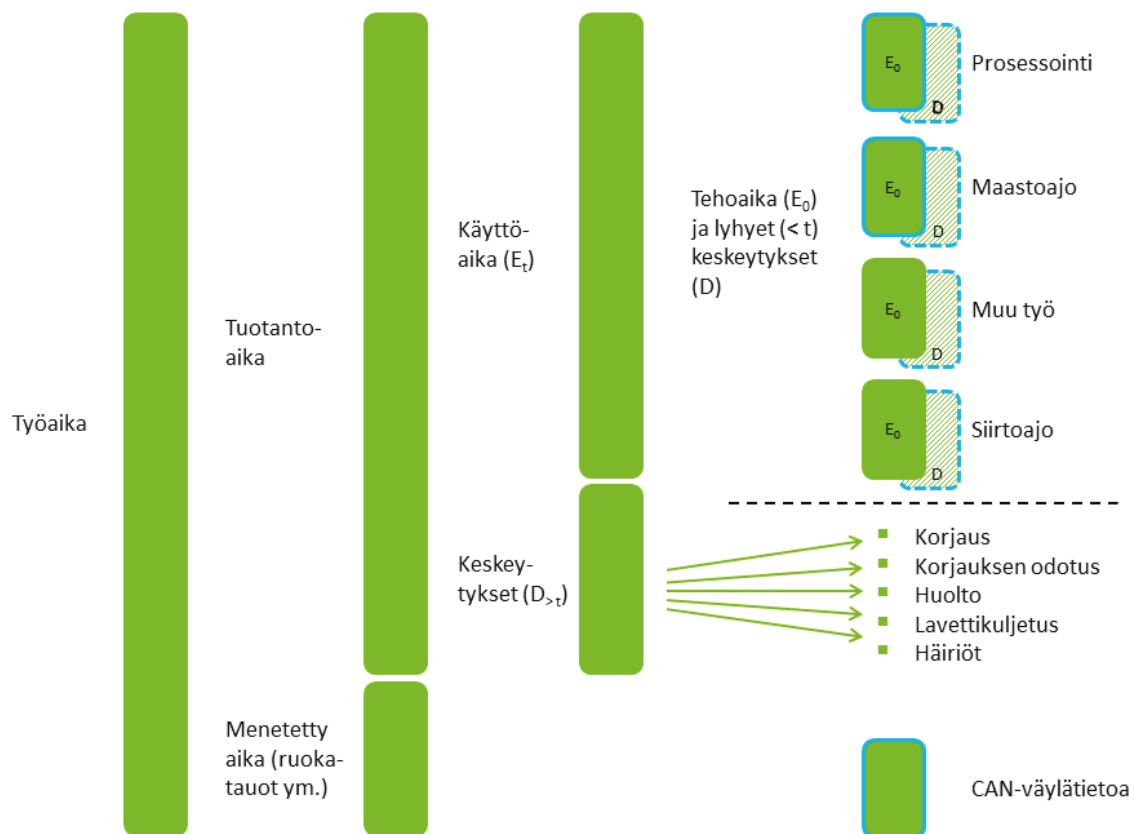 Työaika
Tuotanto-
aika
Menetetty
aika (ruoka-
tauot ym.)
Käyttö-
aika (Eₜ)
Keskey-
tykset (D>ₜ)
Tehoaika (E₀)
ja lyhyet (< t)
keskeytykset
(D)
E₀
D
Prosessointi
E₀
D
Maastoajo
E₀
D
Muu työ
E₀
D
Siirtoajo
▪ Korjaus
▪ Korjauksen odotus
▪ Huolto
▪ Lavettikuljetus
▪ Häiriöt
CAN-väylätietoa